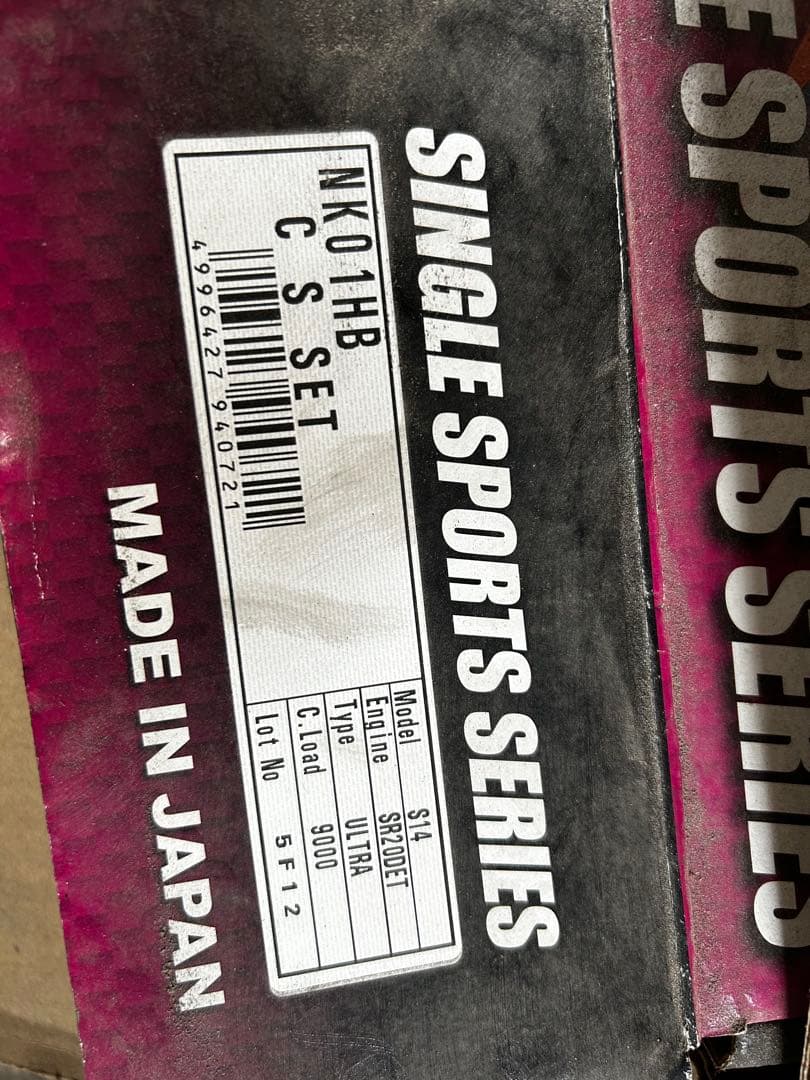 E SPORTS SERIES
SINGLE SPORTS SERIES
NK01HB
C S SET
4996427940721
Model S14
Engine SR20DET
Type ULTRA
C.Load 9000
Lot No 5F12
MADE IN JAPAN